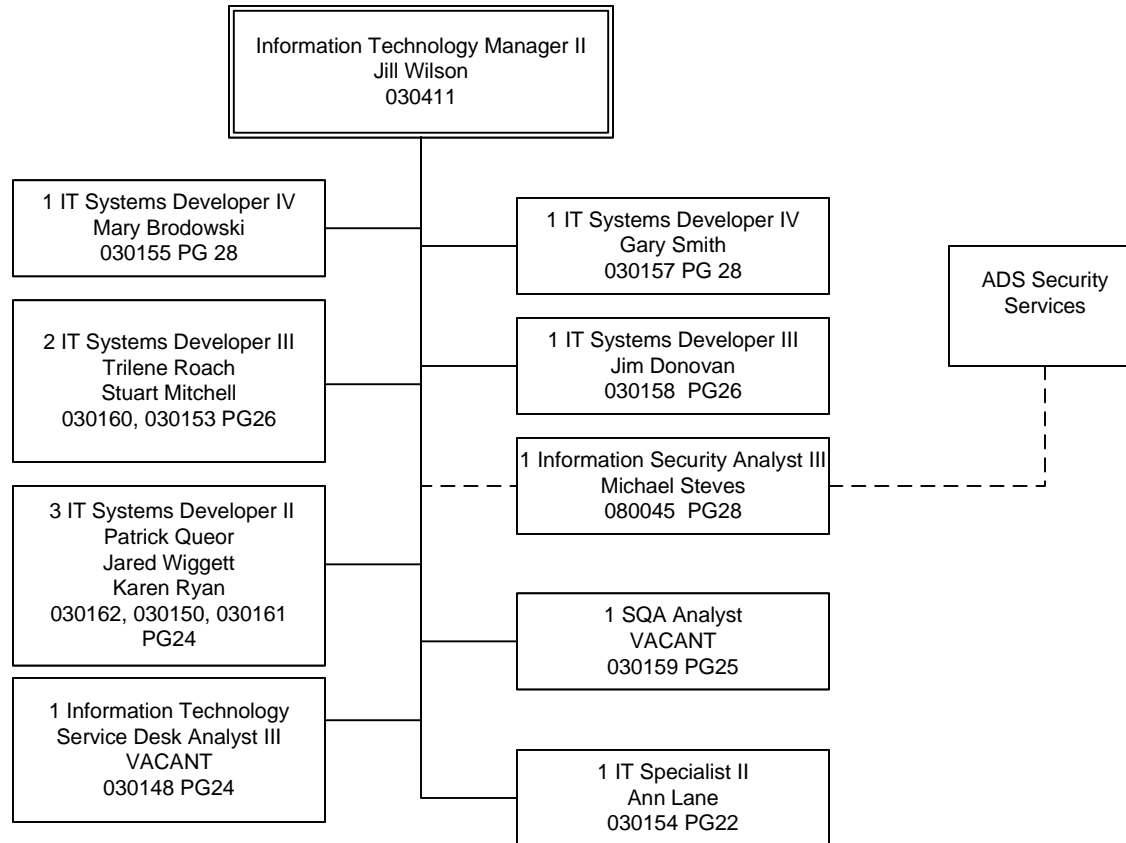 Information Technology Manager II
Jill Wilson
030411
1 IT Systems Developer IV
Mary Brodowski
030155 PG 28
1 IT Systems Developer IV
Gary Smith
030157 PG 28
ADS Security
Services
2 IT Systems Developer III
Trilene Roach
Stuart Mitchell
030160, 030153 PG26
1 IT Systems Developer III
Jim Donovan
030158  PG26
1 Information Security Analyst III
Michael Steves
080045  PG28
3 IT Systems Developer II
Patrick Queor
Jared Wiggett
Karen Ryan
030162, 030150, 030161
PG24
1 SQA Analyst
VACANT
030159 PG25
1 Information Technology
Service Desk Analyst III
VACANT
030148 PG24
1 IT Specialist II
Ann Lane
030154 PG22